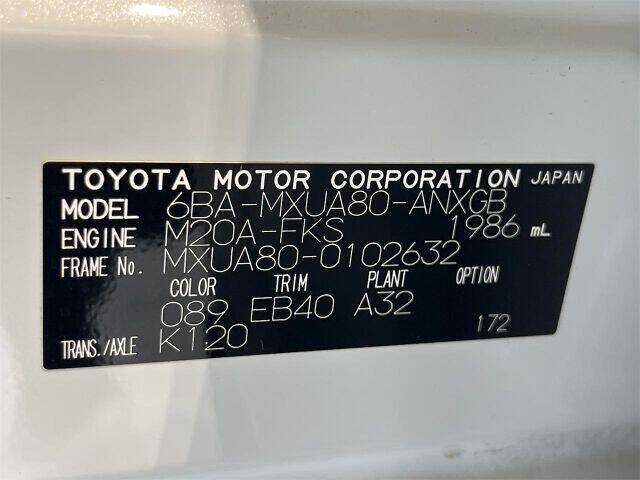 TOYOTA MOTOR CORPORATION JAPAN
MODEL 6BA-MXUA80-ANXGB
ENGINE M20A-FKS 1986 mL
FRAME No. MXUA80-0102632
COLOR TRIM PLANT OPTION
089 EB40 A32
TRANS./AXLE K120 172